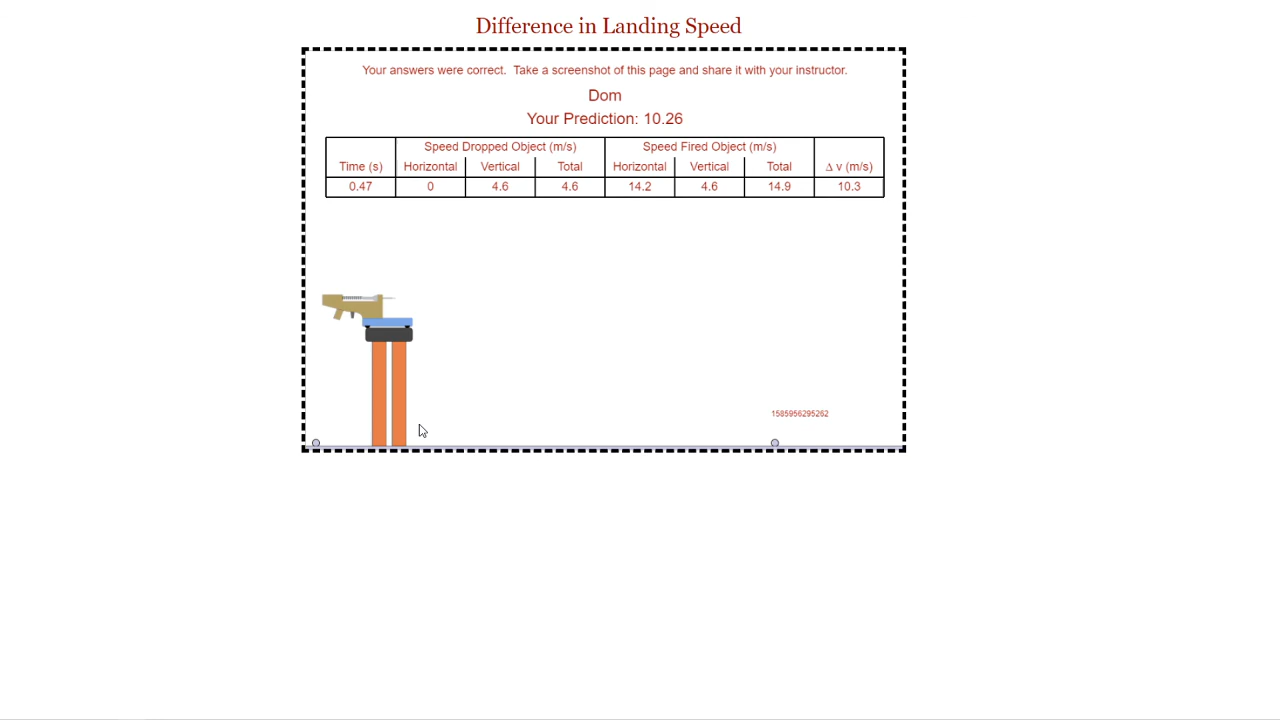 Difference in Landing Speed
Your answers were correct. Take a screenshot of this page and share it with your instructor.
Dom
Your Prediction: 10.26
Speed Dropped Object (m/s) Speed Fired Object (m/s)
Time (s) Horizontal Vertical Total Horizontal Vertical Total Δ v (m/s)
0.47 0 4.6 4.6 14.2 4.6 14.9 10.3
1585956295262